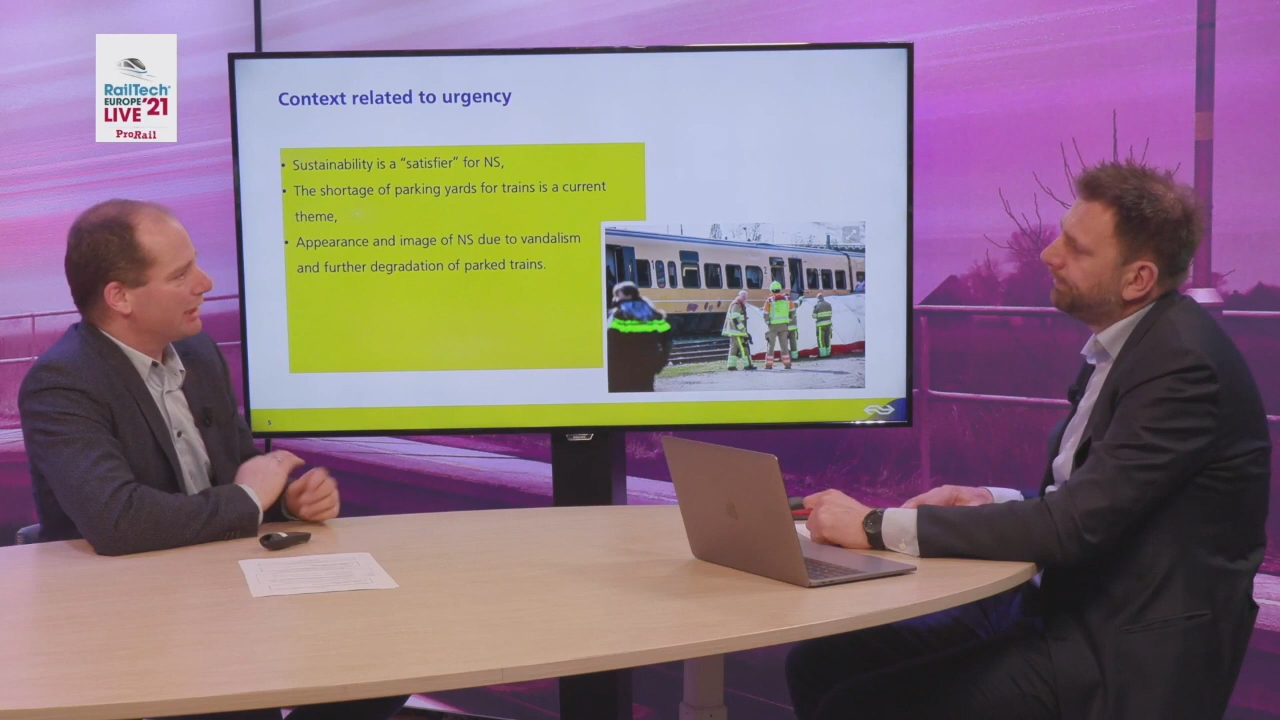 RailTech®
EUROPE '21
LIVE
ProRail
Context related to urgency
• Sustainability is a “satisfier” for NS,
• The shortage of parking yards for trains is a current
theme,
• Appearance and image of NS due to vandalism
and further degradation of parked trains.